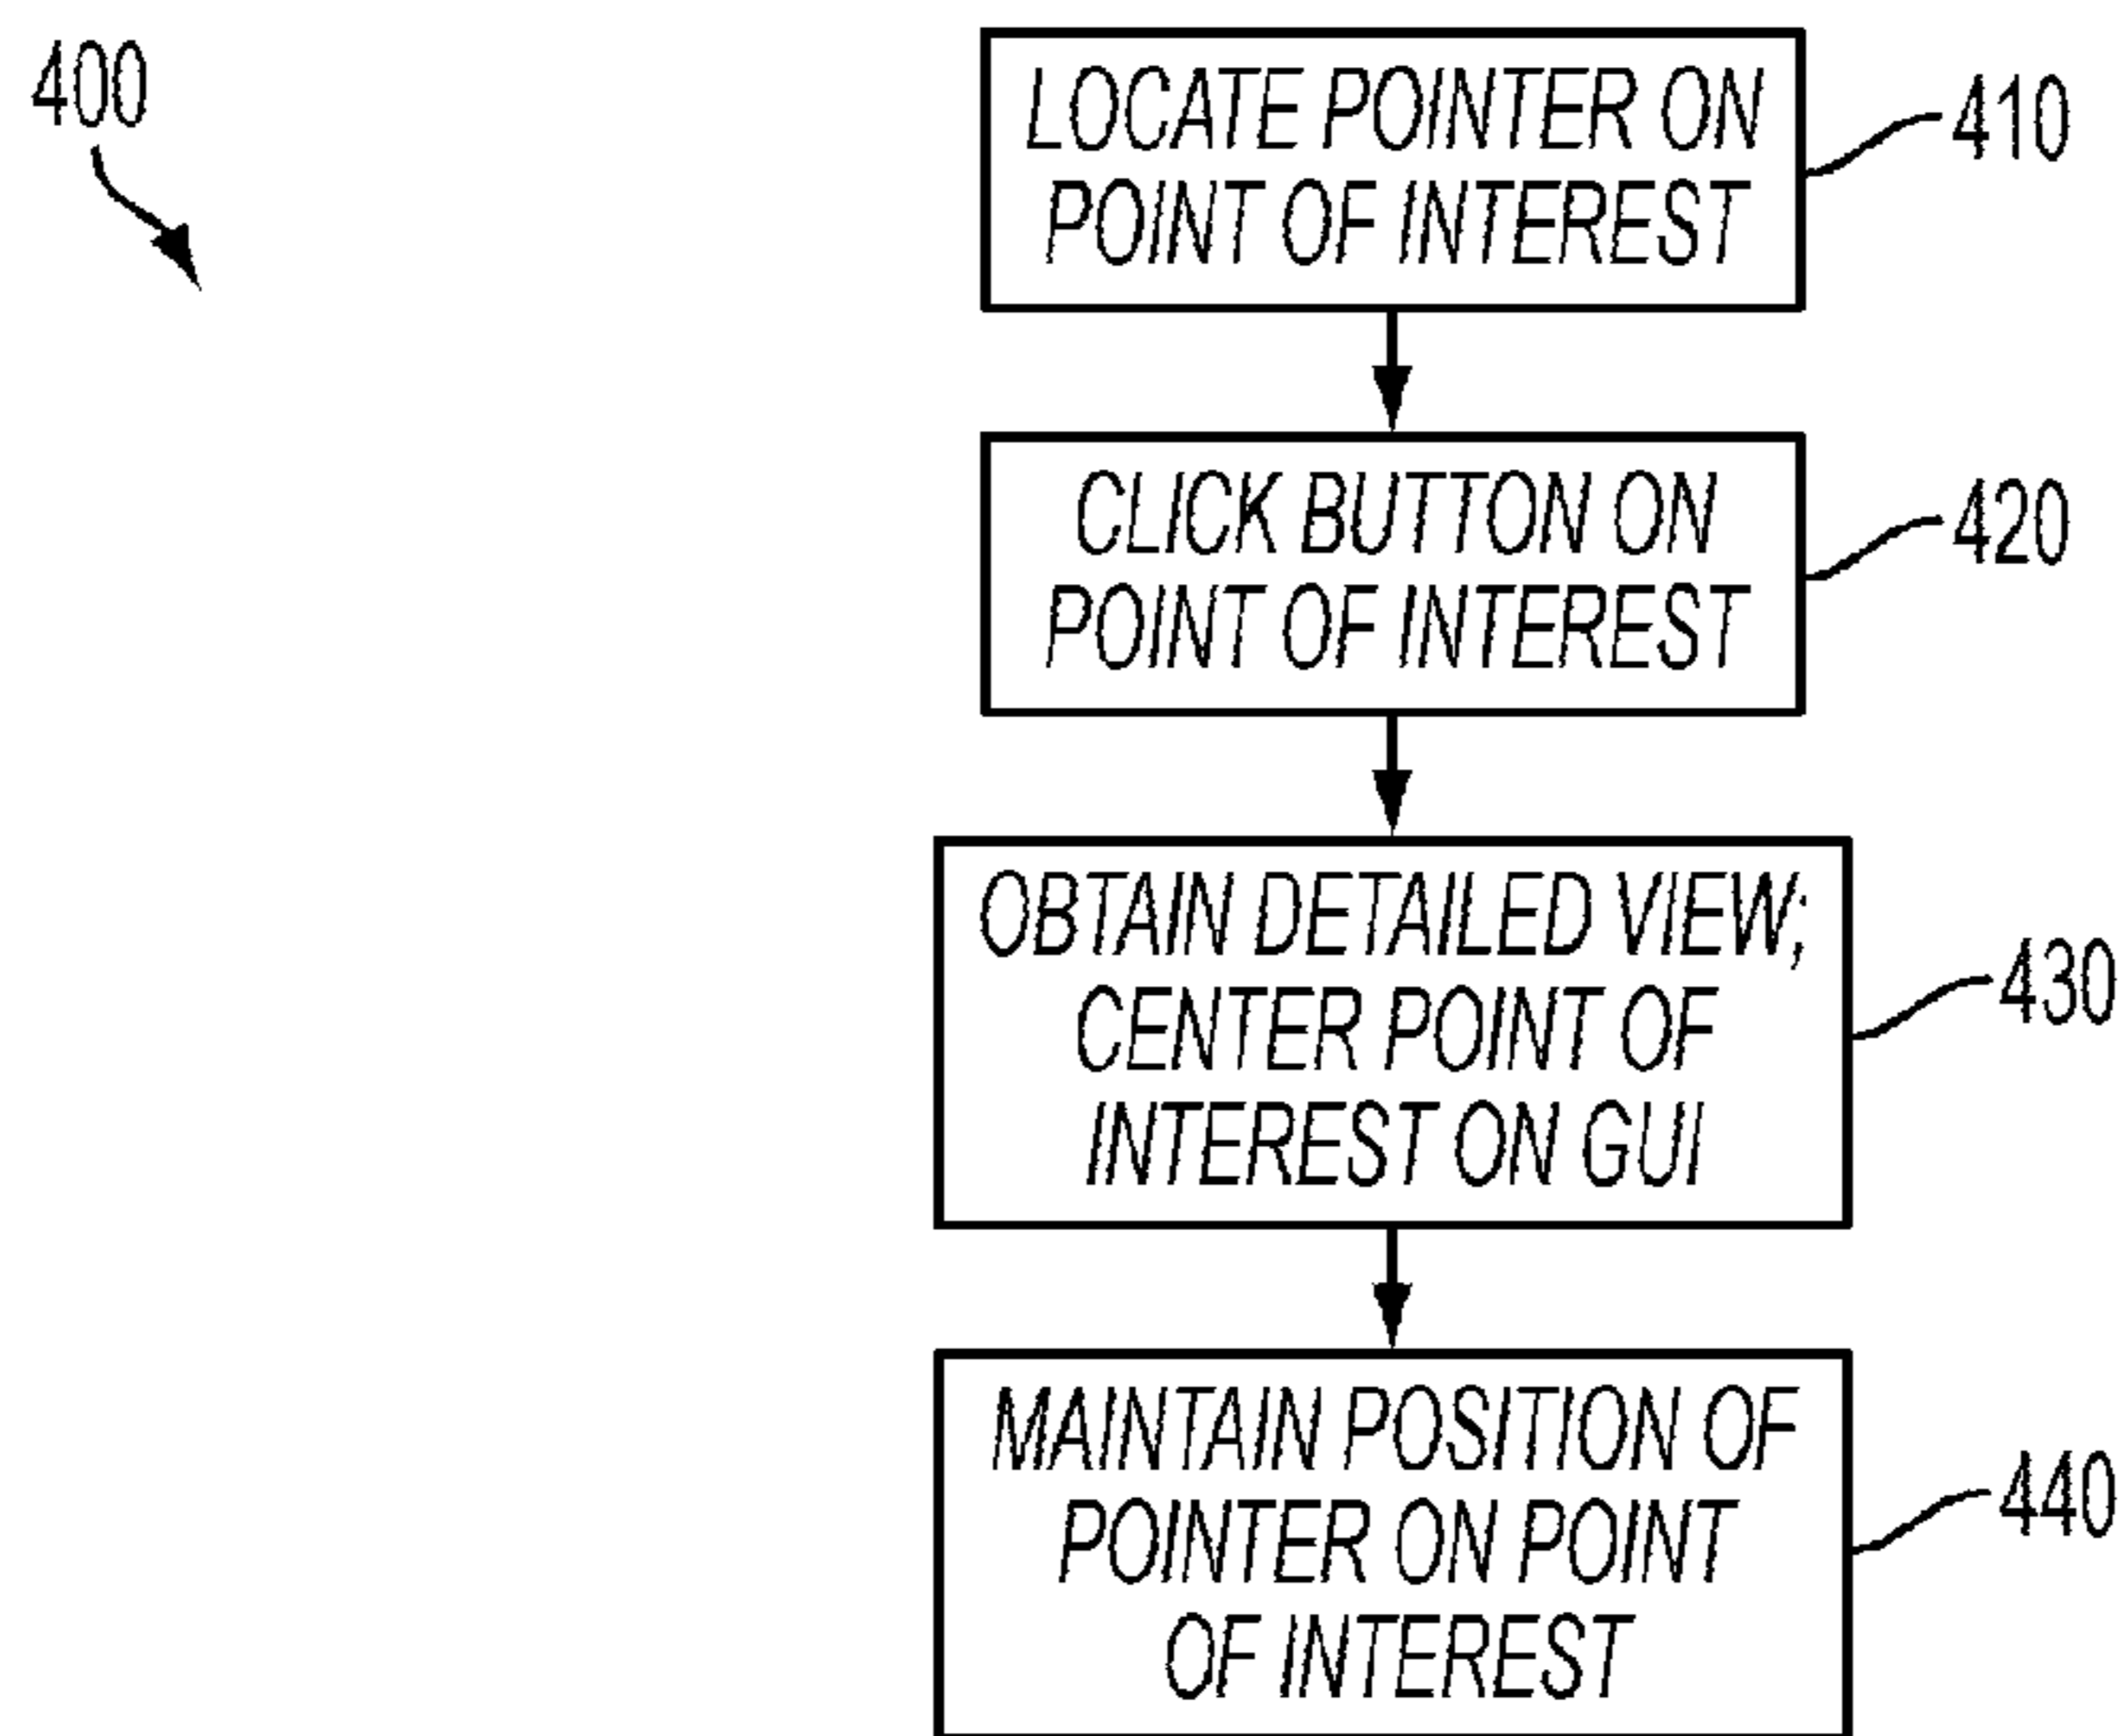 400
LOCATE POINTER ON
POINT OF INTEREST
410
CLICK BUTTON ON
POINT OF INTEREST
420
OBTAIN DETAILED VIEW;
CENTER POINT OF
INTEREST ON GUI
430
MAINTAIN POSITION OF
POINTER ON POINT
OF INTEREST
440